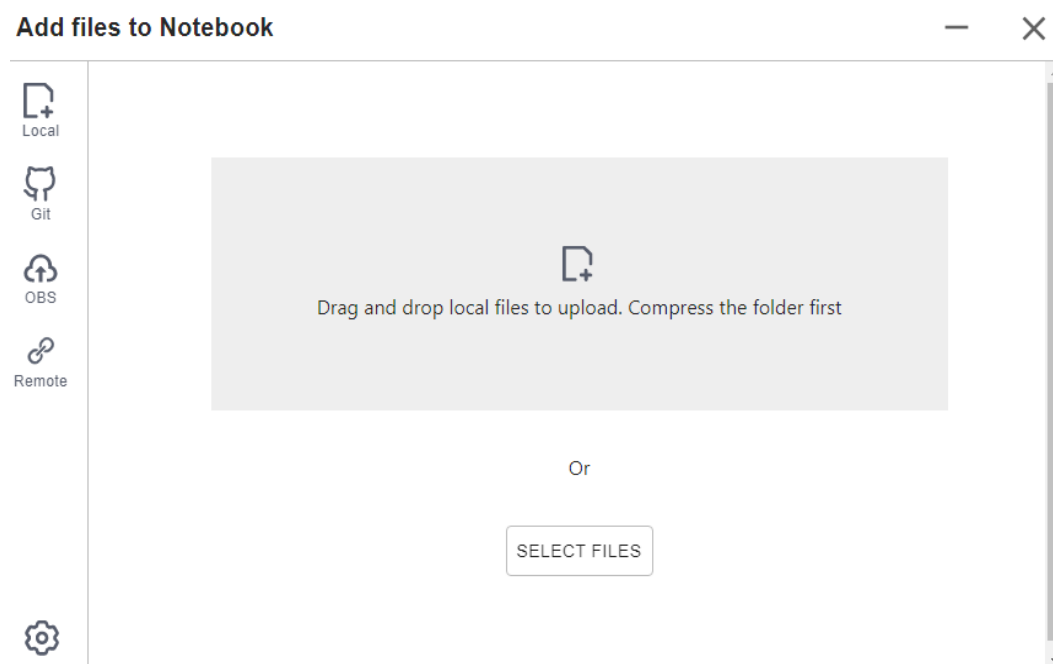 Add files to Notebook
Local
Git
OBS
Remote
Drag and drop local files to upload. Compress the folder first
Or
SELECT FILES